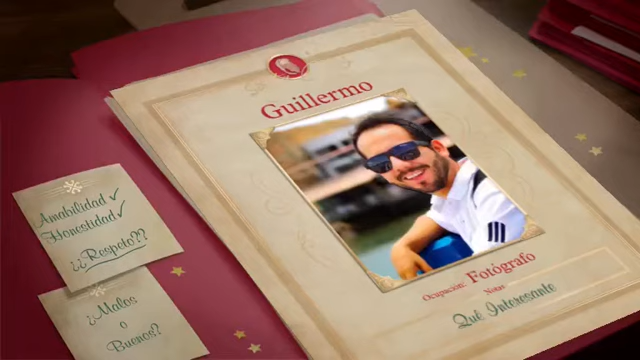 Guillermo
Ocupación: Fotógrafo
Notas
Qué Interesante
Amabilidad ✓
Honestidad ✓
¿¿Respeto??
¿Malos
o
Buenos?